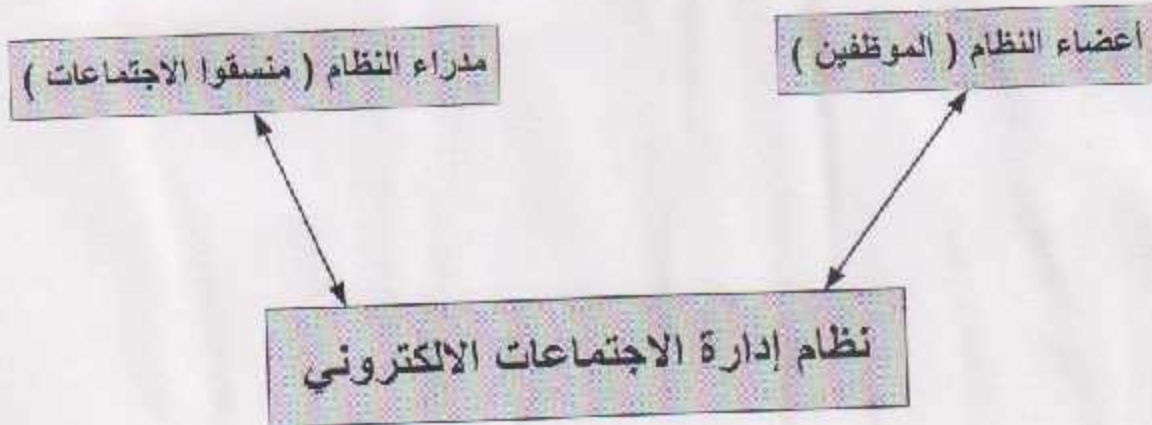 أعضاء النظام ( الموظفين )
مدراء النظام ( منسقوا الاجتماعات )
نظام إدارة الاجتماعات الالكتروني